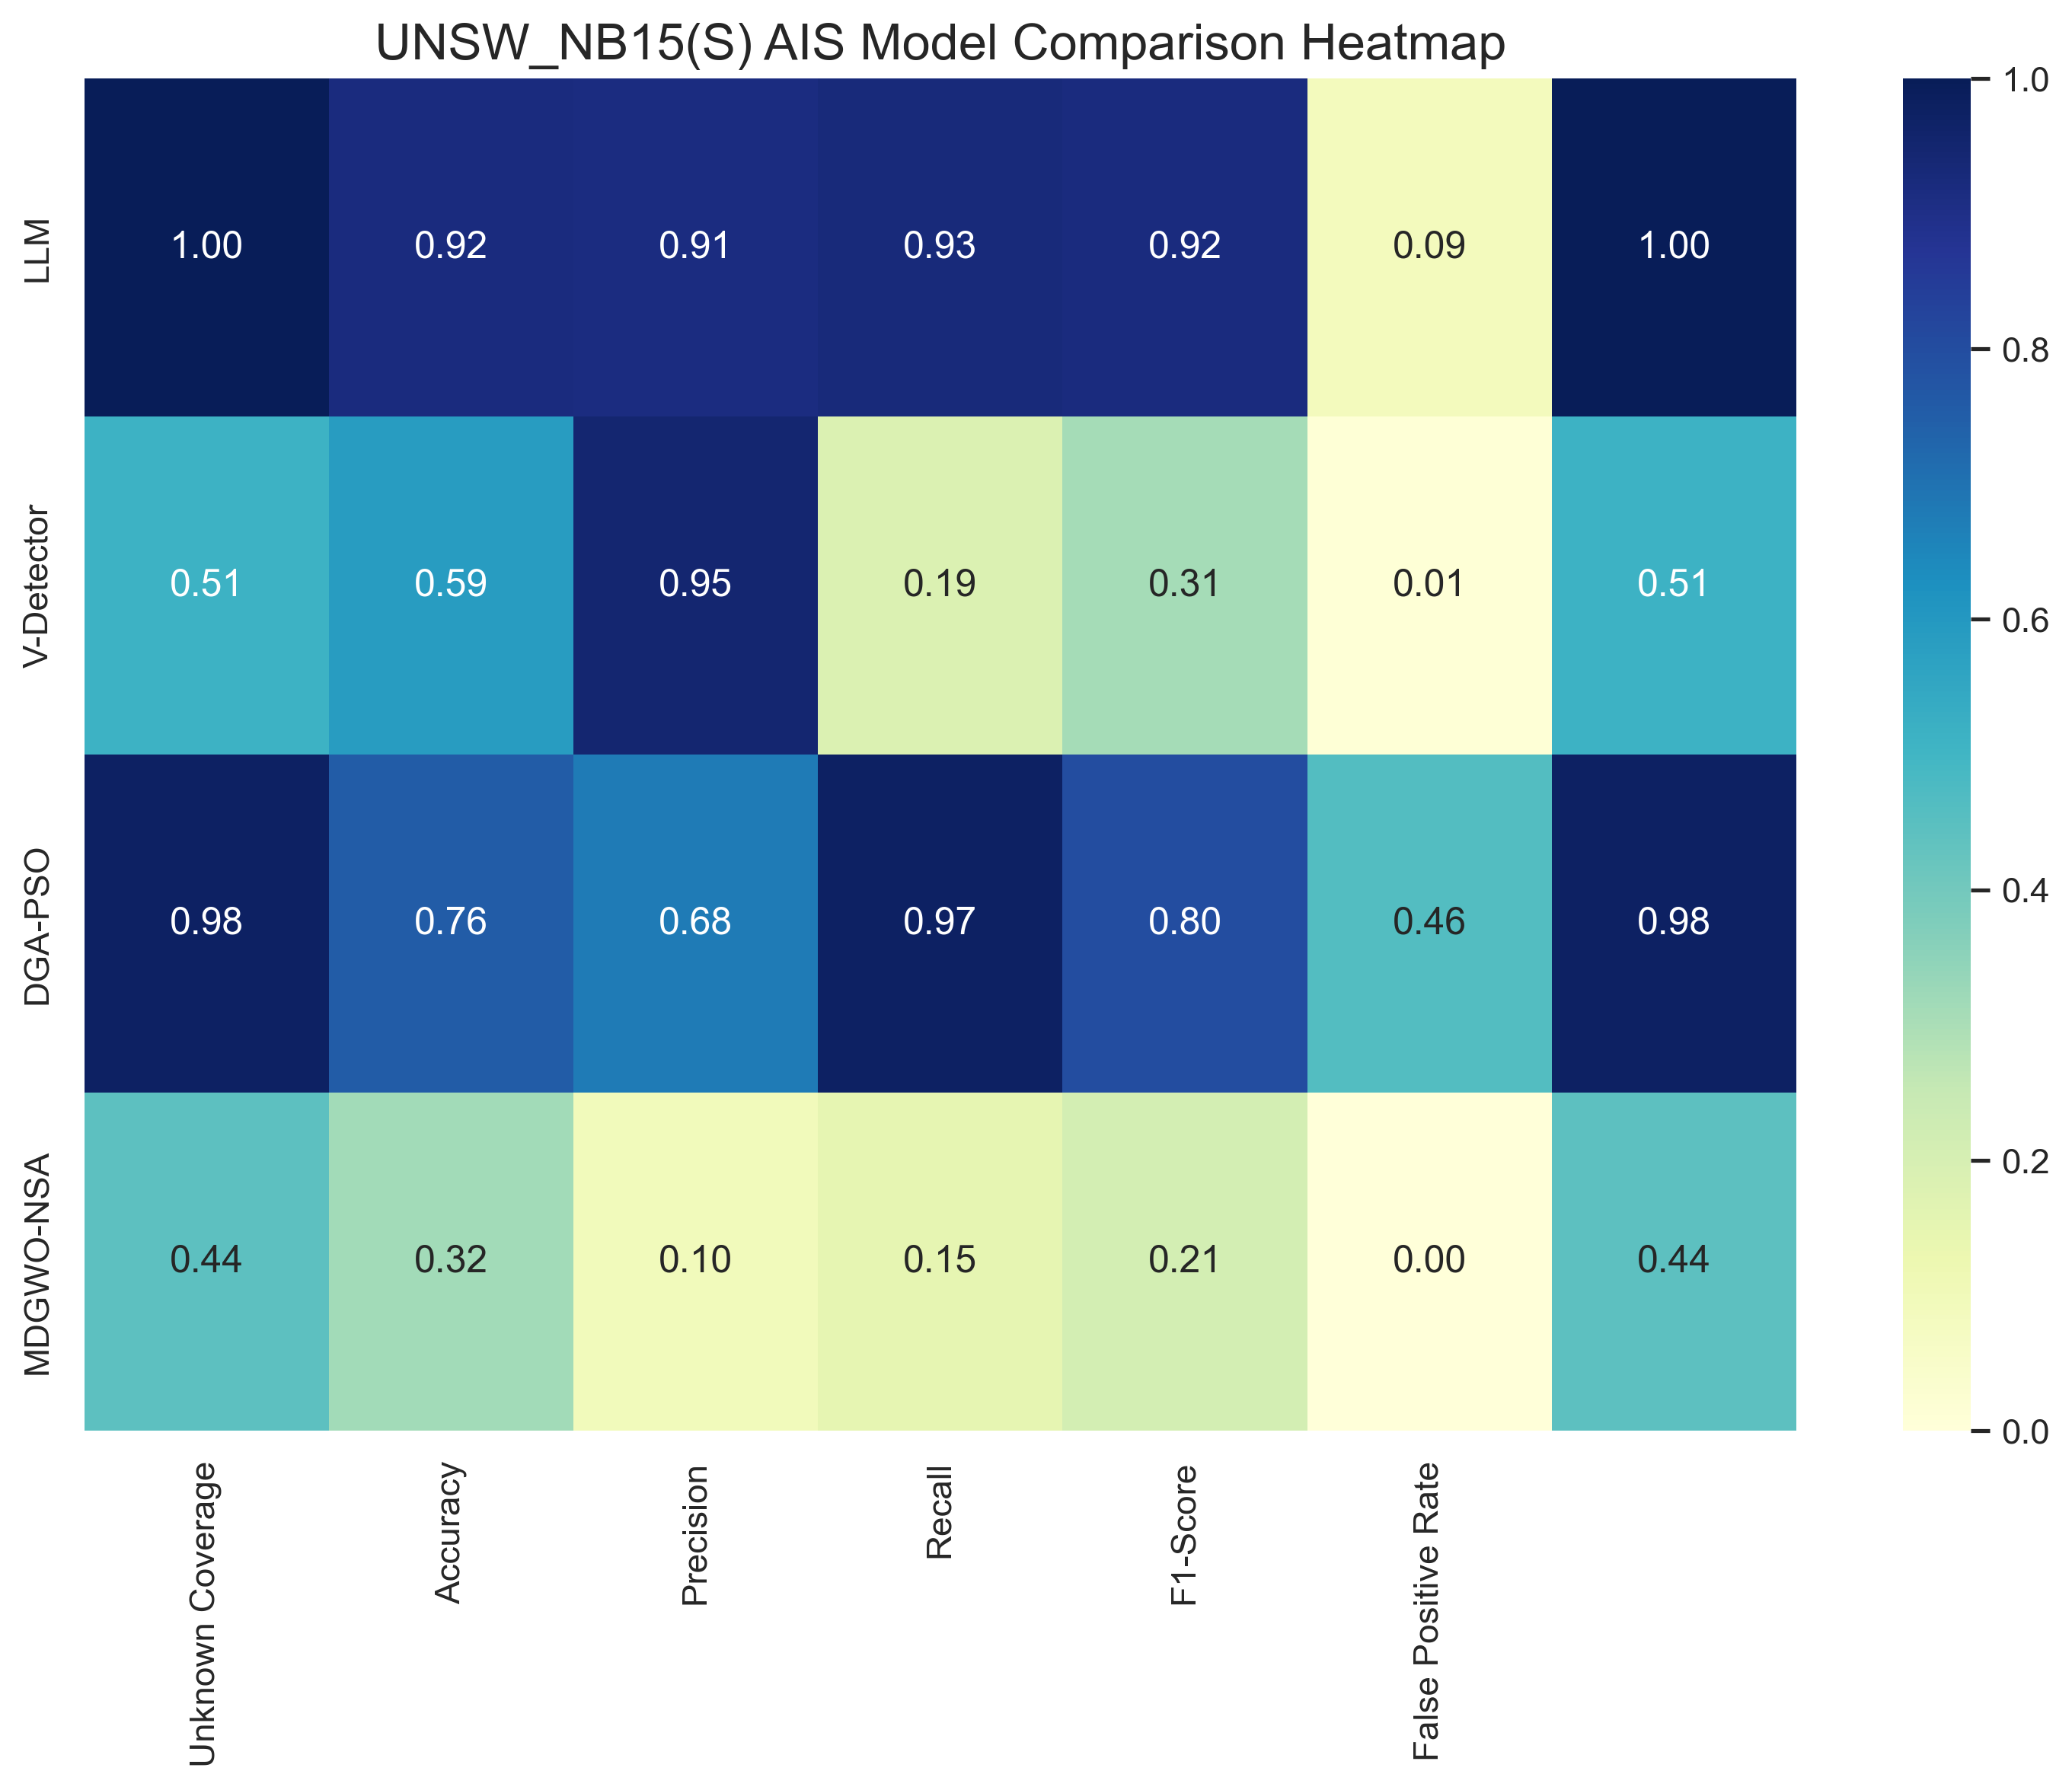 UNSW_NB15(S) AIS Model Comparison Heatmap
LLM
1.00 0.92 0.91 0.93 0.92 0.09 1.00
V-Detector
0.51 0.59 0.95 0.19 0.31 0.01 0.51
DGA-PSO
0.98 0.76 0.68 0.97 0.80 0.46 0.98
MDGWO-NSA
0.44 0.32 0.10 0.15 0.21 0.00 0.44
Unknown Coverage
Accuracy
Precision
Recall
F1-Score
False Positive Rate
1.0
0.8
0.6
0.4
0.2
0.0